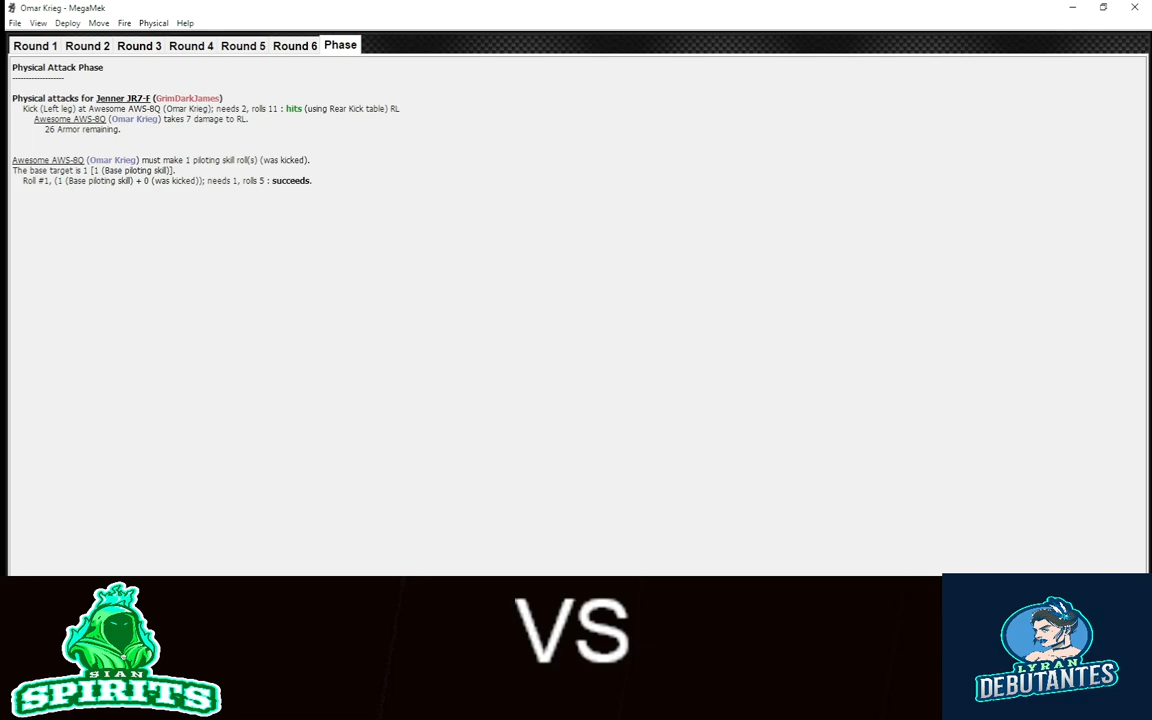 Omar Krieg - MegaMek
File View Deploy Move Fire Physical Help
Round 1 Round 2 Round 3 Round 4 Round 5 Round 6 Phase
Physical Attack Phase
-------------------
Physical attacks for Jenner JR7-F (GrimDarkJames)
Kick (Left leg) at Awesome AWS-8Q (Omar Krieg); needs 2, rolls 11 : hits (using Rear Kick table) RL
Awesome AWS-8Q (Omar Krieg) takes 7 damage to RL.
26 Armor remaining.
Awesome AWS-8Q (Omar Krieg) must make 1 piloting skill roll(s) (was kicked).
The base target is 1 [1 (Base piloting skill)].
Roll #1, (1 (Base piloting skill) + 0 (was kicked)); needs 1, rolls 5 : succeeds.
SIAN
SPIRITS
VS
LYRAN
DEBUTANTES